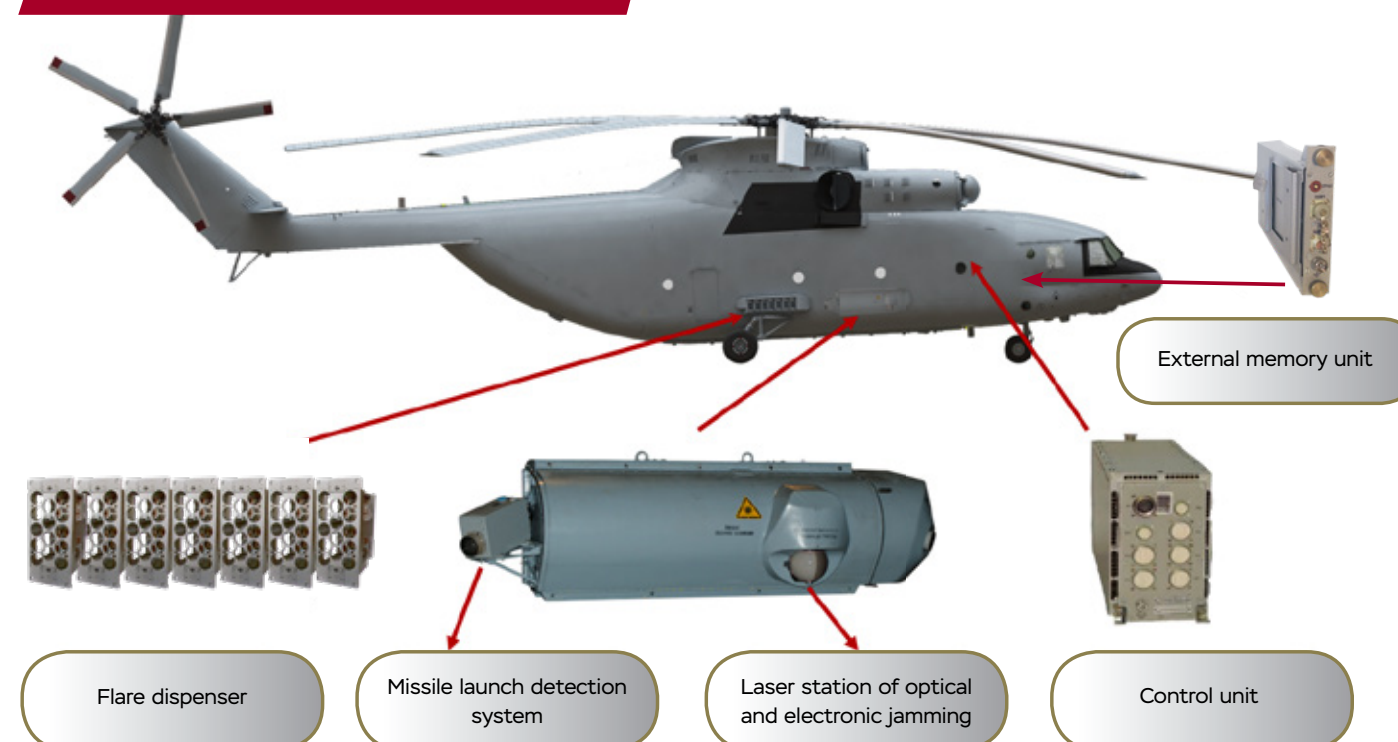 External memory unit
Flare dispenser
Missile launch detection
system
Laser station of optical
and electronic jamming
Control unit